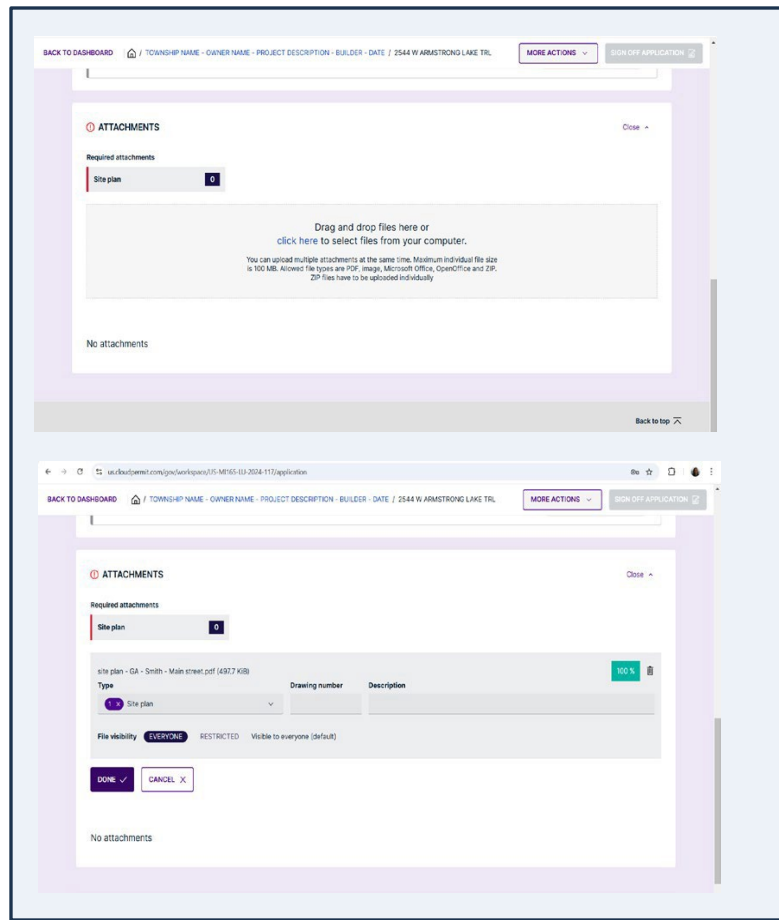 BACK TO DASHBOARD / TOWNSHIP NAME - OWNER NAME - PROJECT DESCRIPTION - BUILDER - DATE / 2544 W ARMSTRONG LAKE TRL MORE ACTIONS SIGN OFF APPLICATION
ATTACHMENTS Close
Required attachments
Site plan 0
Drag and drop files here or
click here to select files from your computer.
You can upload multiple attachments at the same time. Maximum individual file size
is 100 MB. Allowed file types are PDF, image, Microsoft Office, OpenOffice and ZIP.
ZIP files have to be uploaded individually
No attachments
Back to top
us.cloudpermit.com/gov/workspace/US-MI165-LU-2024-117/application
BACK TO DASHBOARD / TOWNSHIP NAME - OWNER NAME - PROJECT DESCRIPTION - BUILDER - DATE / 2544 W ARMSTRONG LAKE TRL MORE ACTIONS SIGN OFF APPLICATION
ATTACHMENTS Close
Required attachments
Site plan 0
site plan - GA - Smith - Main street.pdf (497.7 KiB) 100 %
Type Drawing number Description
1 X Site plan
File visibility EVERYONE RESTRICTED Visible to everyone (default)
DONE CANCEL X
No attachments